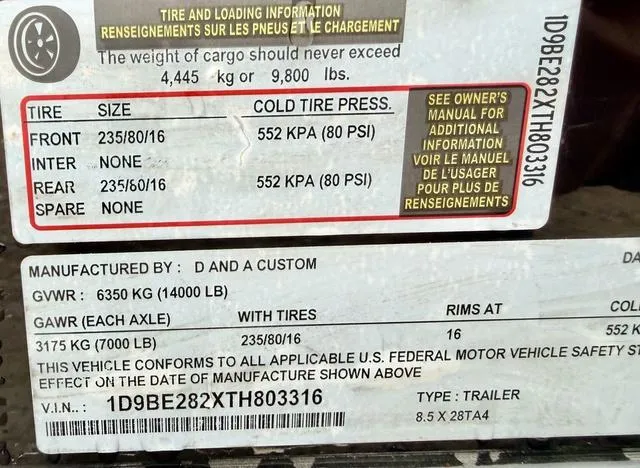 TIRE AND LOADING INFORMATION
RENSEIGNEMENTS SUR LES PNEUS ET LE CHARGEMENT
The weight of cargo should never exceed
4,445 kg or 9,800 lbs.
TIRE SIZE COLD TIRE PRESS.
FRONT 235/80/16 552 KPA (80 PSI)
INTER NONE
REAR 235/80/16 552 KPA (80 PSI)
SPARE NONE
SEE OWNER'S
MANUAL FOR
ADDITIONAL
INFORMATION
VOIR LE MANUEL
DE L'USAGER
POUR PLUS DE
RENSEIGNEMENTS
1D9BE282XTH803316
MANUFACTURED BY : D AND A CUSTOM DA
GVWR : 6350 KG (14000 LB)
GAWR (EACH AXLE) WITH TIRES RIMS AT COL
3175 KG (7000 LB) 235/80/16 16 552 K
THIS VEHICLE CONFORMS TO ALL APPLICABLE U.S. FEDERAL MOTOR VEHICLE SAFETY ST
EFFECT ON THE DATE OF MANUFACTURE SHOWN ABOVE
V.I.N.. : 1D9BE282XTH803316 TYPE : TRAILER
8.5 X 28TA4